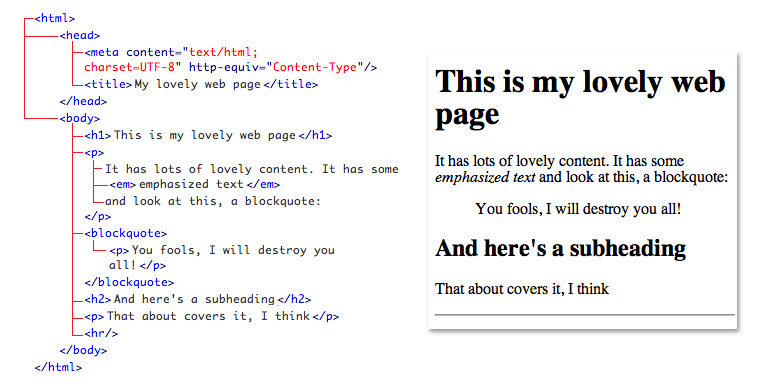 <html>
<head>
<meta content="text/html;
charset=UTF-8" http-equiv="Content-Type"/>
<title>My lovely web page</title>
</head>
<body>
<h1>This is my lovely web page</h1>
<p>
It has lots of lovely content. It has some
<em>emphasized text</em>
and look at this, a blockquote:
</p>
<blockquote>
<p>You fools, I will destroy you
all!</p>
</blockquote>
<h2>And here's a subheading</h2>
<p>That about covers it, I think</p>
<hr/>
</body>
</html>
This is my lovely web
page
It has lots of lovely content. It has some
emphasized text and look at this, a blockquote:
You fools, I will destroy you all!
And here's a subheading
That about covers it, I think